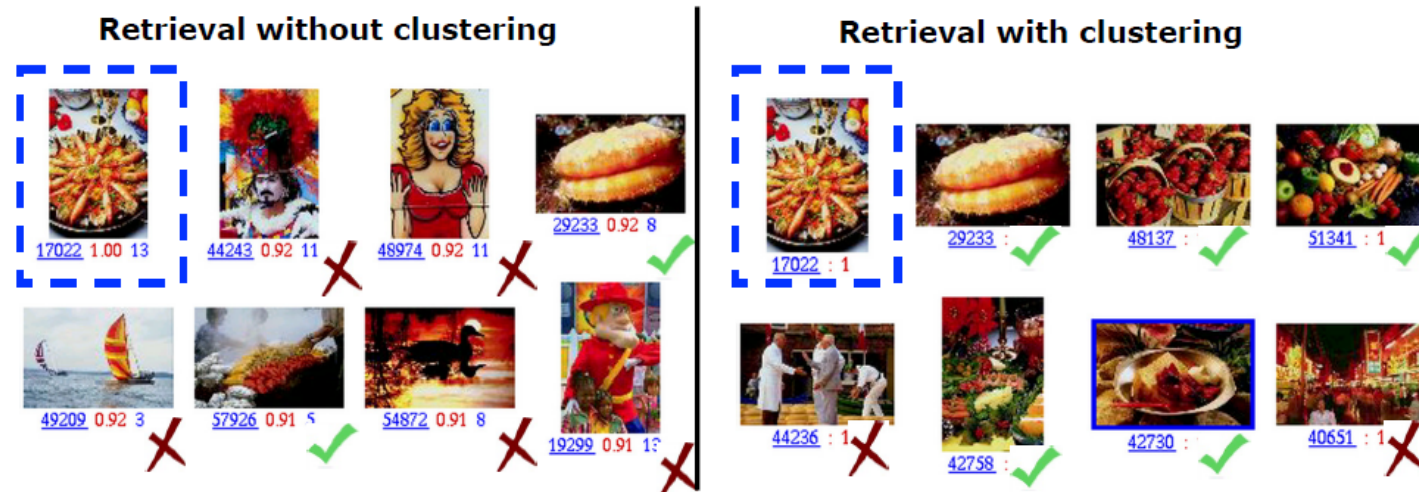 Retrieval without clustering
17022 1.00 13
44243 0.92 11
48974 0.92 11
29233 0.92 8
49209 0.92 3
57926 0.91 5
54872 0.91 8
19299 0.91 13
Retrieval with clustering
17022 : 1
29233 :
48137 :
51341 : 1
44236 : 1
42758 :
42730 :
40651 : 1